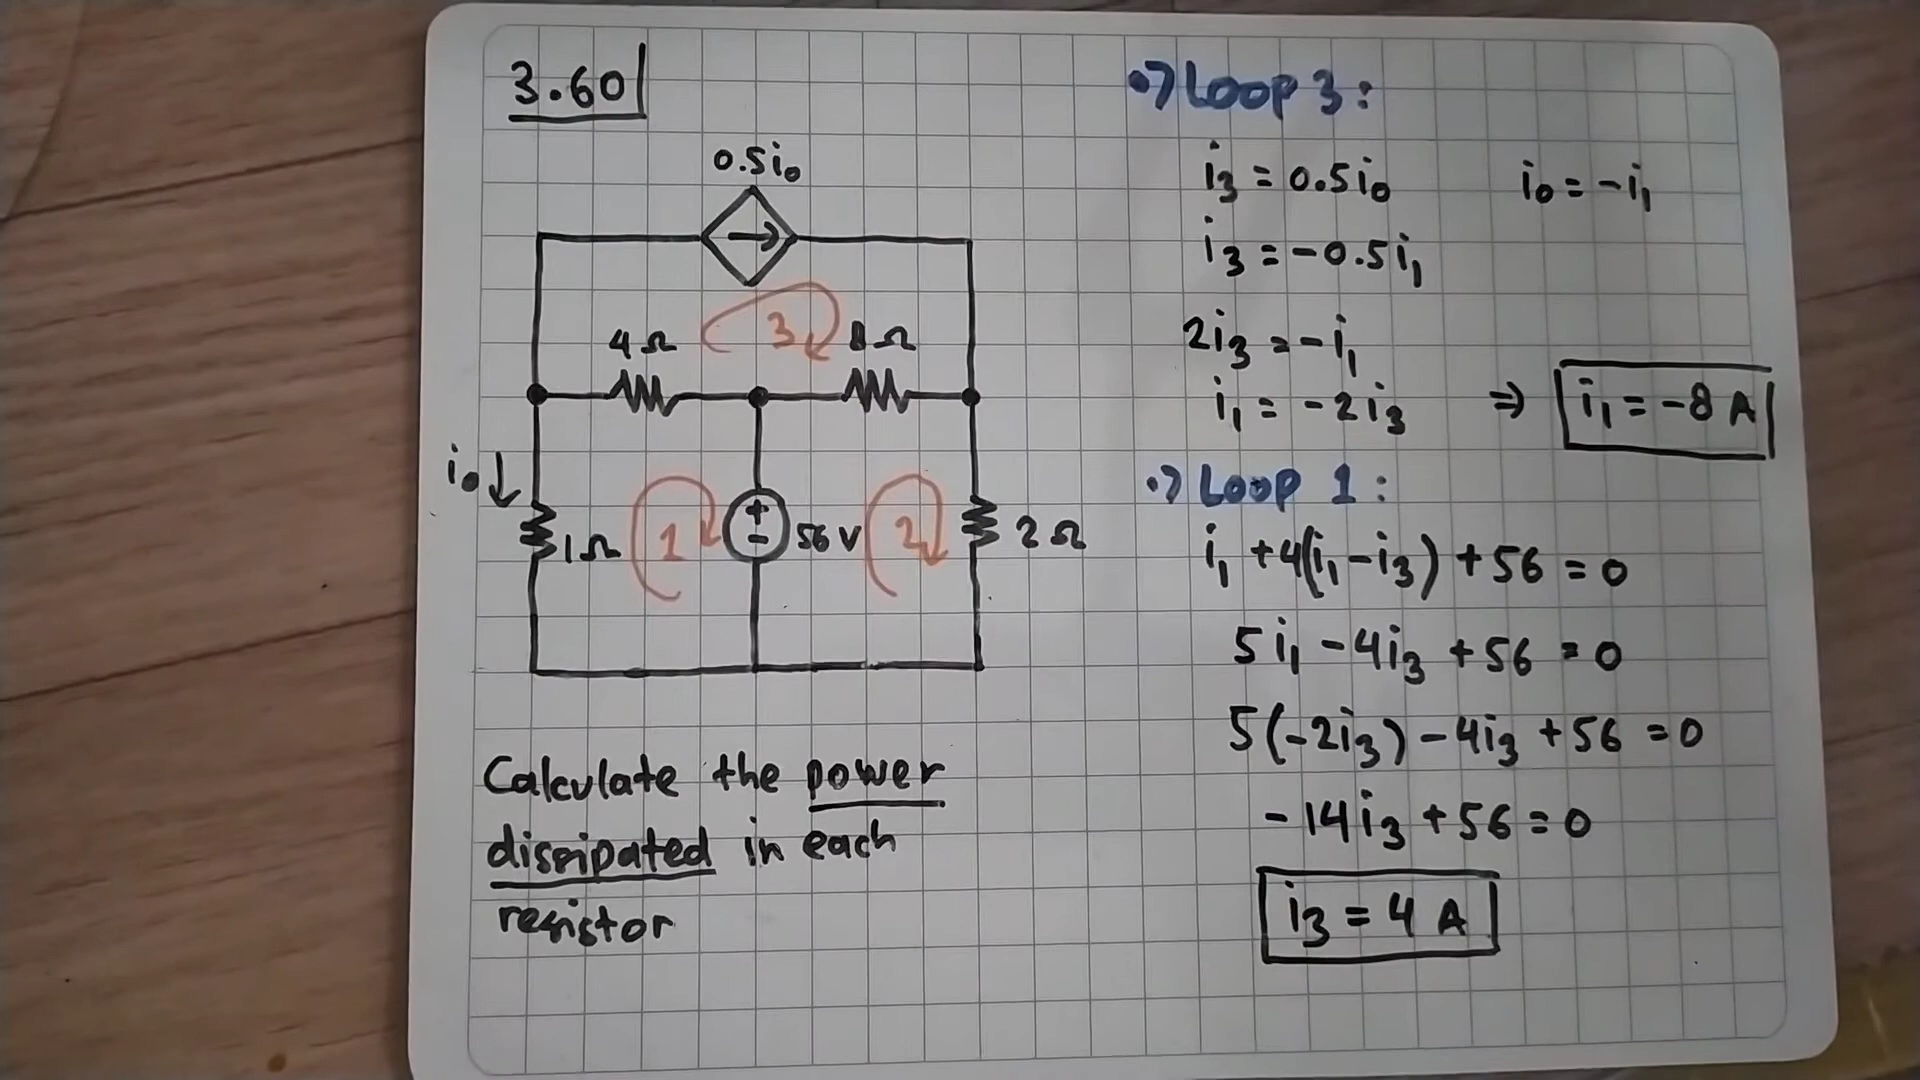 3.60
0.5i₀
4Ω
3
8Ω
i₀
1Ω
1
+
-
56 V
2
2Ω
Calculate the power
dissipated in each
resistor
•) Loop 3:
i₃ = 0.5i₀ i₀ = -i₁
i₃ = -0.5i₁
2i₃ = -i₁
i₁ = -2i₃ ⇒ i₁ = -8 A
•) Loop 1:
i₁ + 4(i₁ - i₃) + 56 = 0
5i₁ - 4i₃ + 56 = 0
5(-2i₃) - 4i₃ + 56 = 0
-14i₃ + 56 = 0
i₃ = 4 A